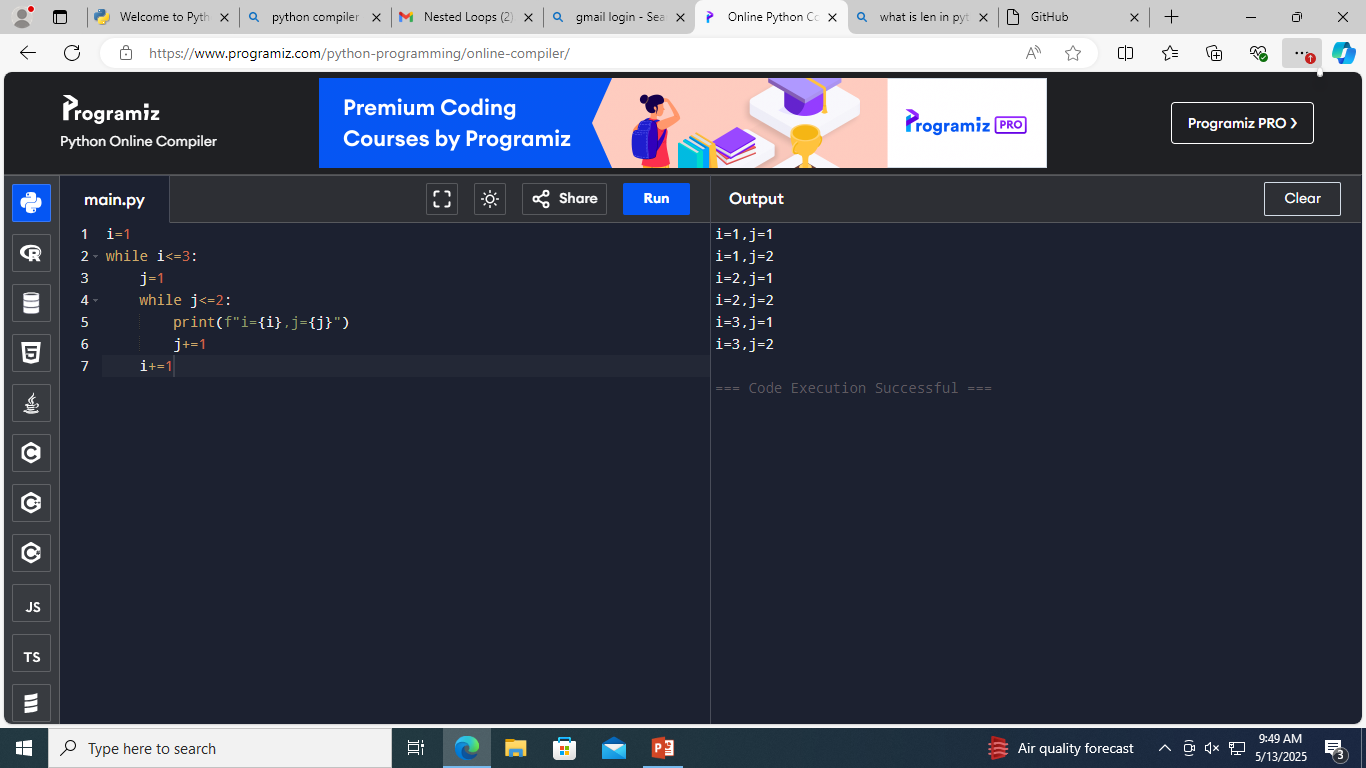 Welcome to Pyth
python compiler
Nested Loops (2)
gmail login - Sea
Online Python Co
what is len in pyt
GitHub
https://www.programiz.com/python-programming/online-compiler/
Programiz
Python Online Compiler
Premium Coding
Courses by Programiz
Programiz PRO
Programiz PRO ›
main.py
Share
Run
Output
Clear
1 i=1
2 while i<=3:
3     j=1
4     while j<=2:
5         print(f"i={i},j={j}")
6         j+=1
7     i+=1
i=1,j=1
i=1,j=2
i=2,j=1
i=2,j=2
i=3,j=1
i=3,j=2
=== Code Execution Successful ===
JS
TS
Type here to search
Air quality forecast
9:49 AM
5/13/2025
3